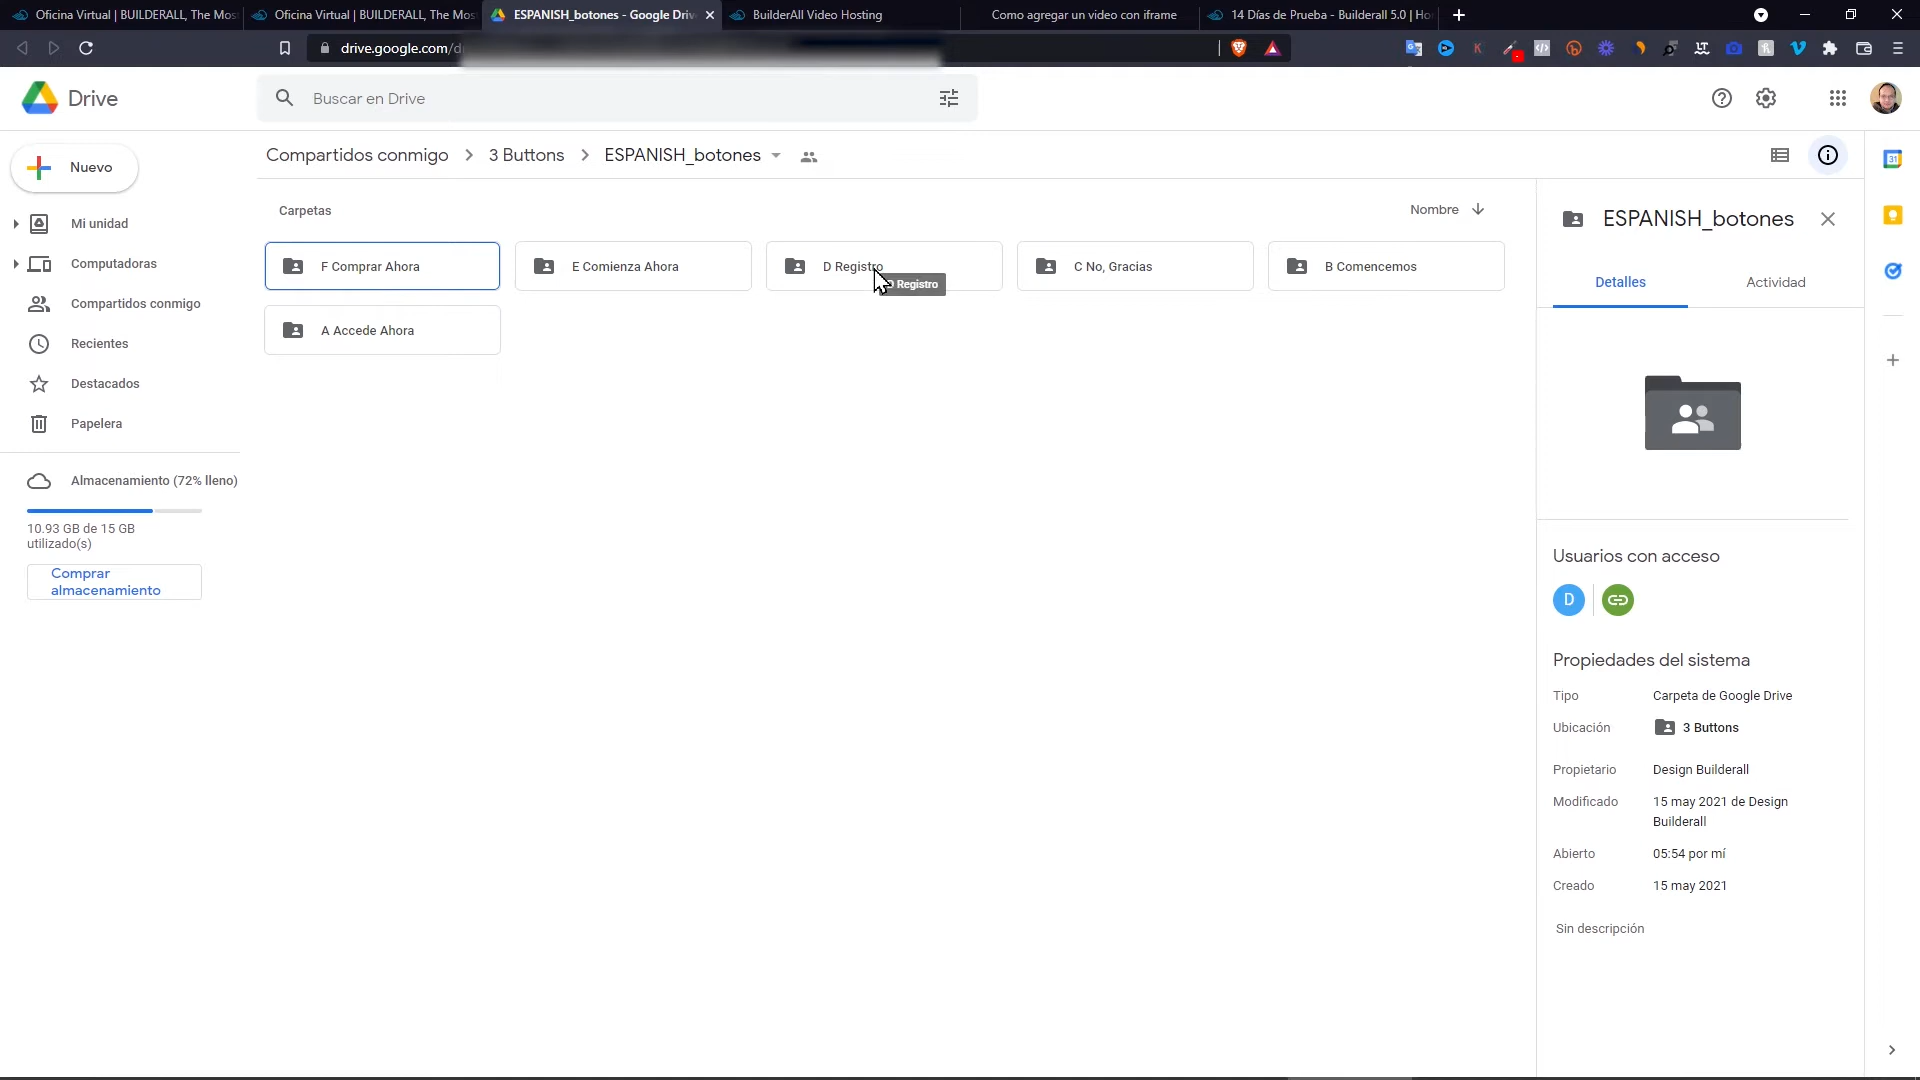 Oficina Virtual | BUILDERALL, The Mos
Oficina Virtual | BUILDERALL, The Mos
ESPANISH_botones - Google Driv
BuilderAll Video Hosting
Como agregar un video con iframe
14 Días de Prueba - Builderall 5.0 | Ho
drive.google.com/d
Drive
Buscar en Drive
Nuevo
Compartidos conmigo
3 Buttons
ESPANISH_botones
Mi unidad
Computadoras
Compartidos conmigo
Recientes
Destacados
Papelera
Almacenamiento (72% lleno)
10.93 GB de 15 GB
utilizado(s)
Comprar
almacenamiento
Carpetas
Nombre
F Comprar Ahora
E Comienza Ahora
D Registro
C No, Gracias
B Comencemos
Registro
A Accede Ahora
ESPANISH_botones
Detalles
Actividad
Usuarios con acceso
D
Propiedades del sistema
Tipo
Carpeta de Google Drive
Ubicación
3 Buttons
Propietario
Design Builderall
Modificado
15 may 2021 de Design
Builderall
Abierto
05:54 por mí
Creado
15 may 2021
Sin descripción
31